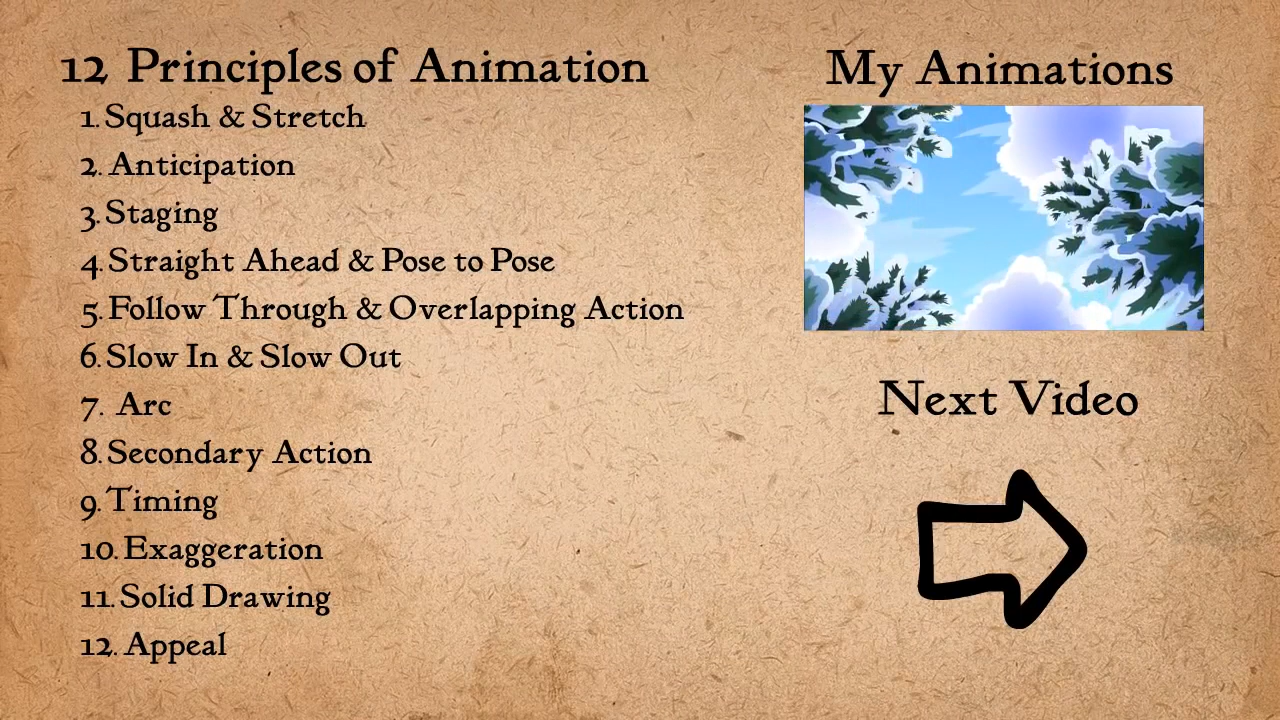 12 Principles of Animation
1. Squash & Stretch
2. Anticipation
3. Staging
4. Straight Ahead & Pose to Pose
5. Follow Through & Overlapping Action
6. Slow In & Slow Out
7. Arc
8. Secondary Action
9. Timing
10. Exaggeration
11. Solid Drawing
12. Appeal
My Animations
Next Video